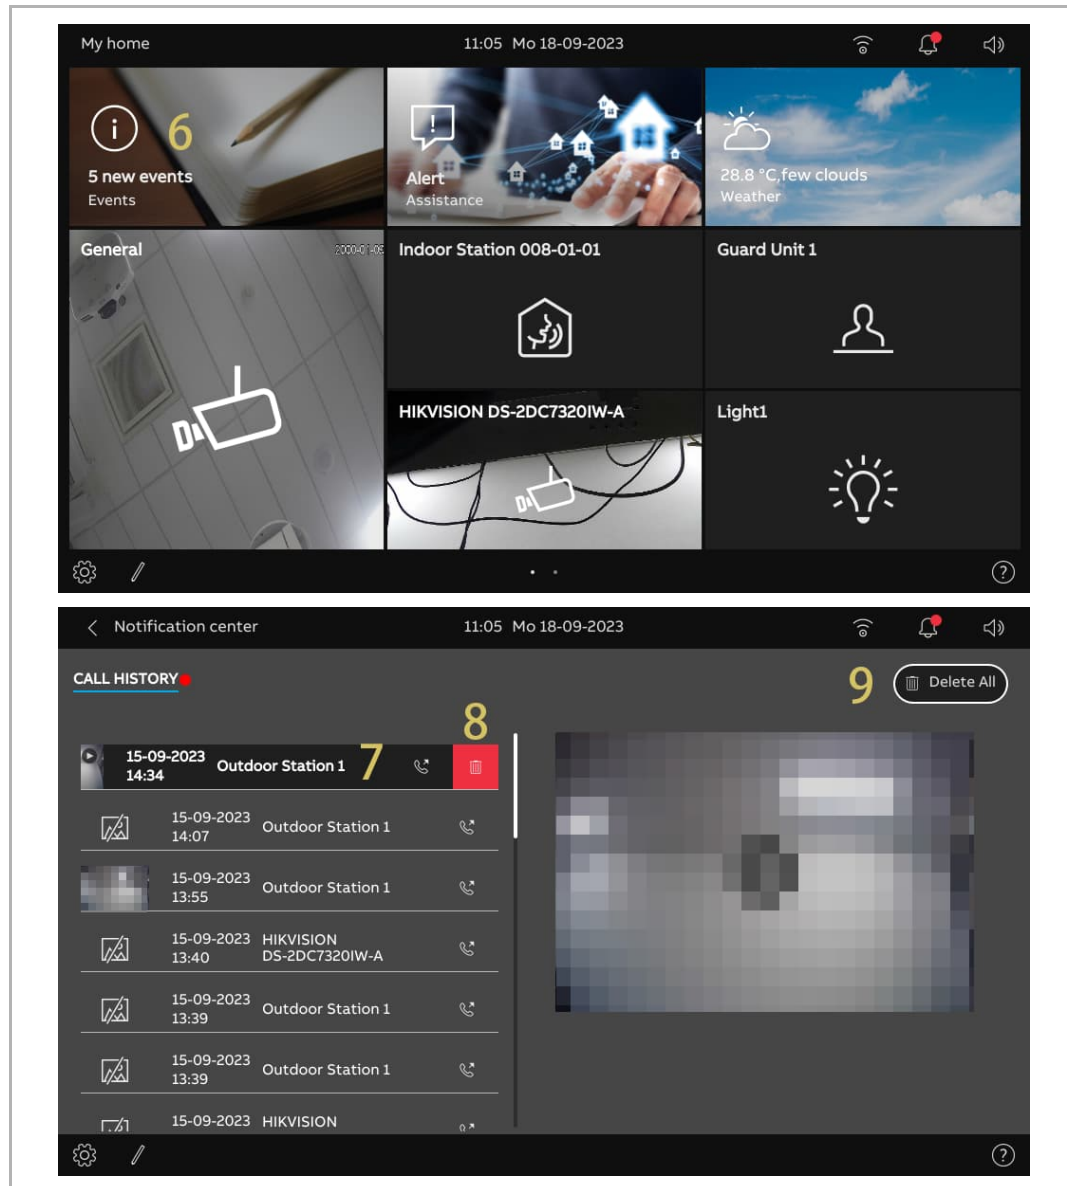 My home
11:05 Mo 18-09-2023
6
5 new events
Events
Alert
Assistance
28.8 °C,few clouds
Weather
General
Indoor Station 008-01-01
Guard Unit 1
HIKVISION DS-2DC7320IW-A
Light1
Notification center
11:05 Mo 18-09-2023
CALL HISTORY
9
Delete All
8
15-09-2023
14:34
Outdoor Station 1
7
15-09-2023
14:07
Outdoor Station 1
15-09-2023
13:55
Outdoor Station 1
15-09-2023
13:40
HIKVISION
DS-2DC7320IW-A
15-09-2023
13:39
Outdoor Station 1
15-09-2023
13:39
Outdoor Station 1
15-09-2023
HIKVISION